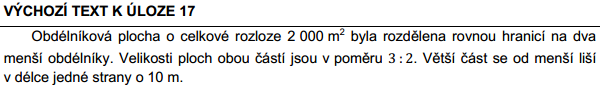 VÝCHOZÍ TEXT K ÚLOZE 17
Obdélníková plocha o celkové rozloze 2 000 m² byla rozdělena rovnou hranicí na dva
menší obdélníky. Velikosti ploch obou částí jsou v poměru 3 : 2. Větší část se od menší liší
v délce jedné strany o 10 m.